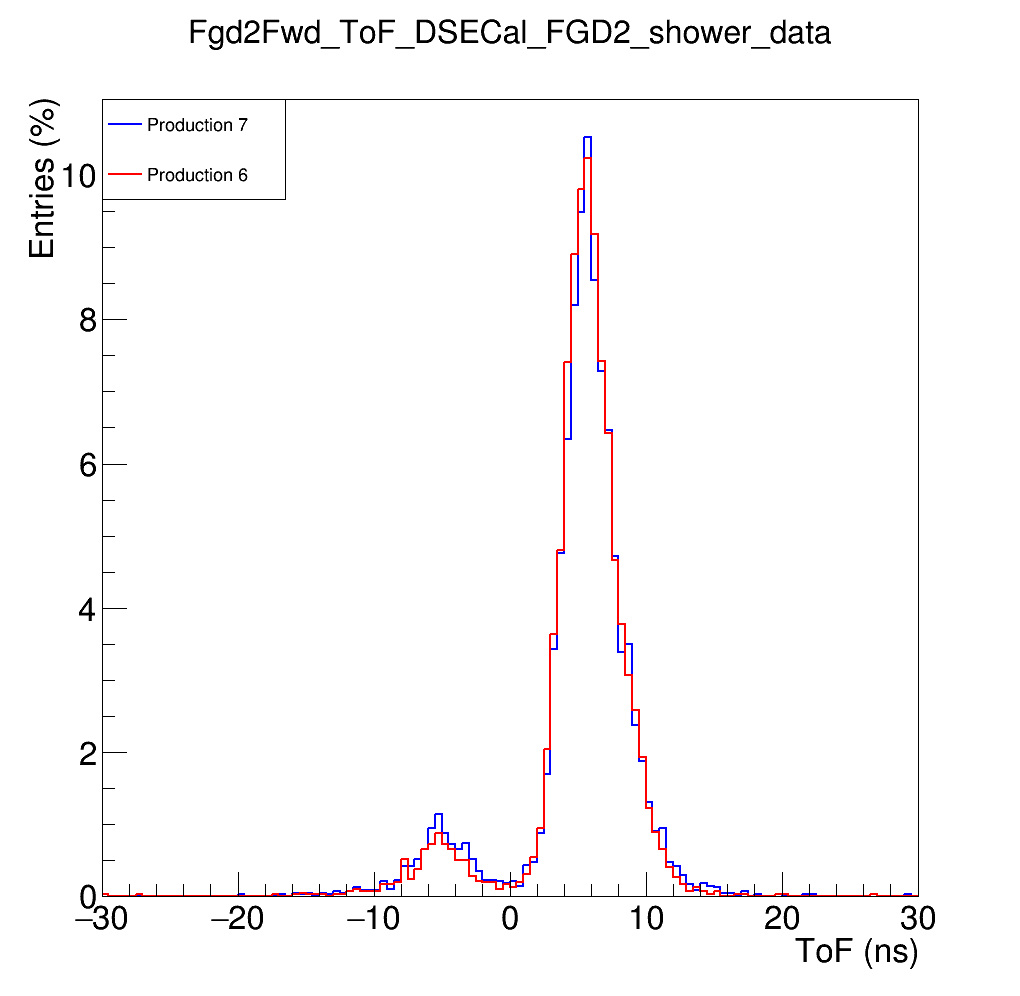 Fgd2Fwd_ToF_DSECal_FGD2_shower_data
Entries (%)
Production 7
Production 6
10
8
6
4
2
0
−30 −20 −10 0 10 20 30
ToF (ns)